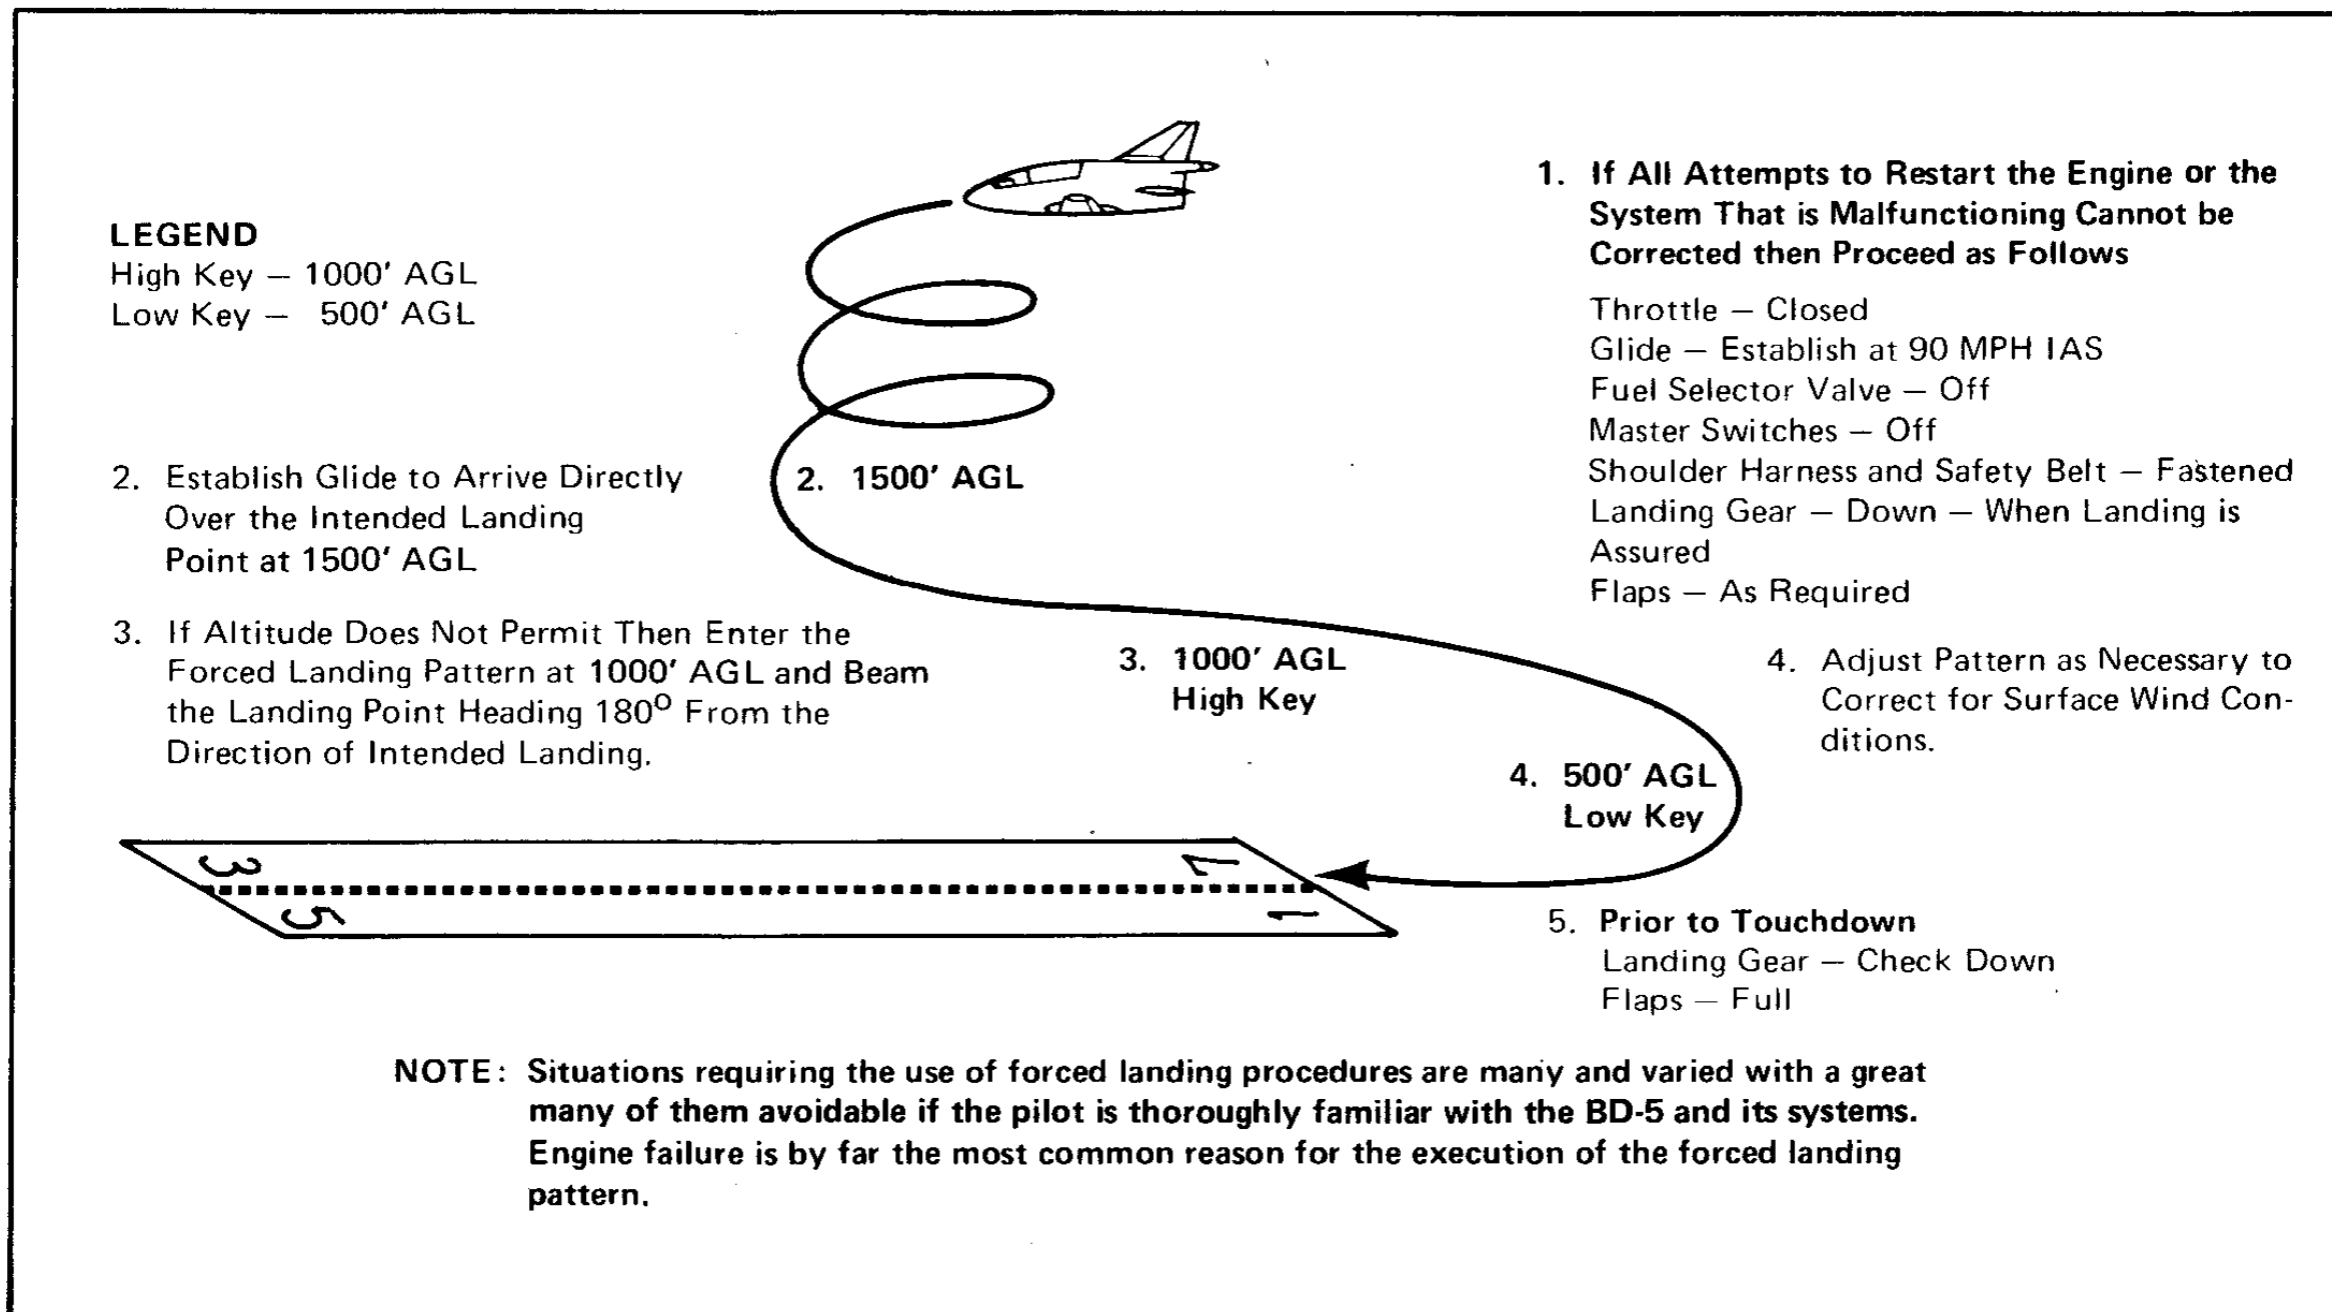 LEGEND
High Key – 1000' AGL
Low Key – 500' AGL
1. If All Attempts to Restart the Engine or the
System That is Malfunctioning Cannot be
Corrected then Proceed as Follows
Throttle – Closed
Glide – Establish at 90 MPH IAS
Fuel Selector Valve – Off
Master Switches – Off
Shoulder Harness and Safety Belt – Fastened
Landing Gear – Down – When Landing is
Assured
Flaps – As Required
2. Establish Glide to Arrive Directly
Over the Intended Landing
Point at 1500' AGL
2. 1500' AGL
3. If Altitude Does Not Permit Then Enter the
Forced Landing Pattern at 1000' AGL and Beam
the Landing Point Heading 180° From the
Direction of Intended Landing.
3. 1000' AGL
High Key
4. Adjust Pattern as Necessary to
Correct for Surface Wind Con-
ditions.
4. 500' AGL
Low Key
3
5
1
7
5. Prior to Touchdown
Landing Gear – Check Down
Flaps – Full
NOTE: Situations requiring the use of forced landing procedures are many and varied with a great
many of them avoidable if the pilot is thoroughly familiar with the BD-5 and its systems.
Engine failure is by far the most common reason for the execution of the forced landing
pattern.